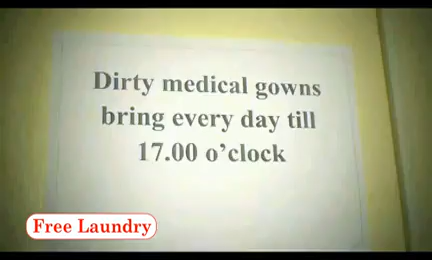 Dirty medical gowns
bring every day till
17.00 o’clock
Free Laundry